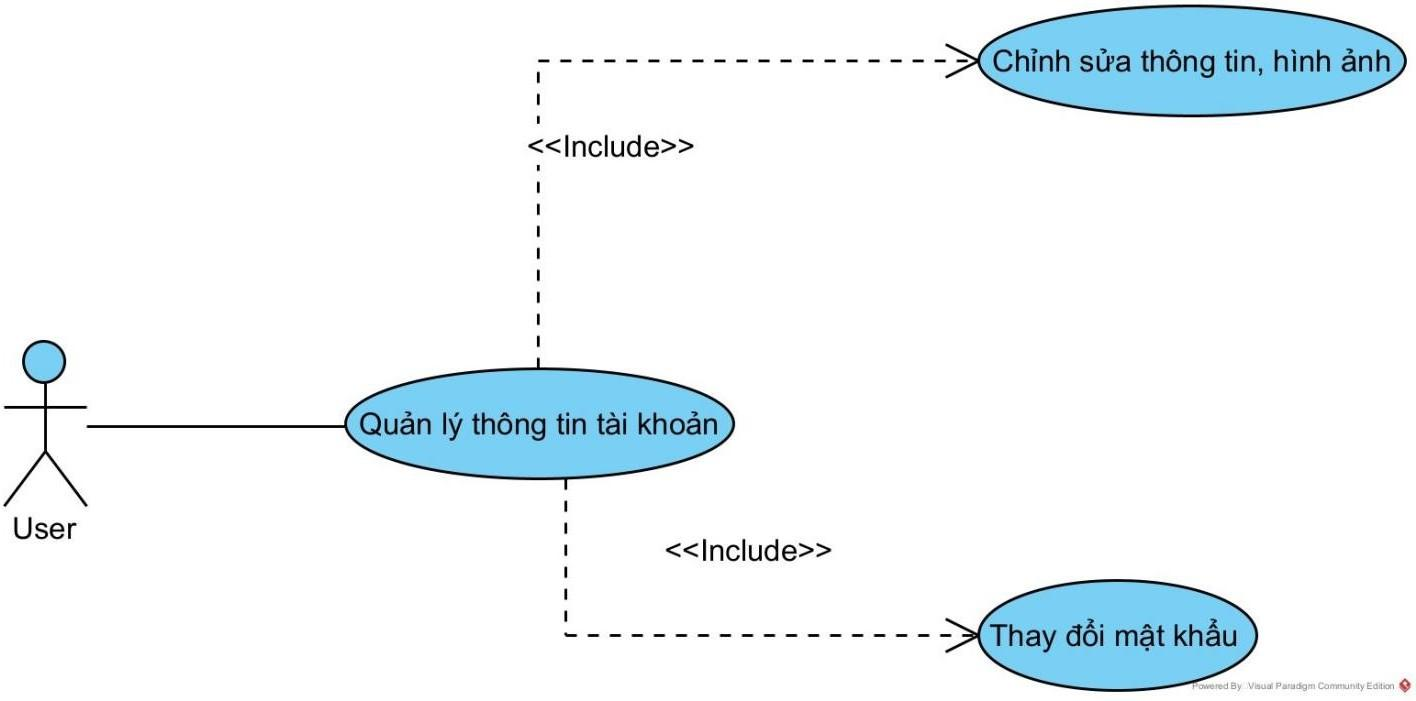 Chỉnh sửa thông tin, hình ảnh
<<Include>>
Quản lý thông tin tài khoản
User
<<Include>>
Thay đổi mật khẩu
Powered By Visual Paradigm Community Edition